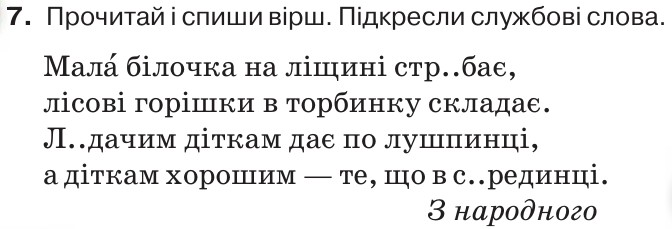 7. Прочитай і спиши вірш. Підкресли службові слова.
Мала́ білочка на ліщині стр..бає,
лісові горішки в торбинку складає.
Л..дачим діткам дає по лушпинці,
а діткам хорошим — те, що в с..рединці.
З народного